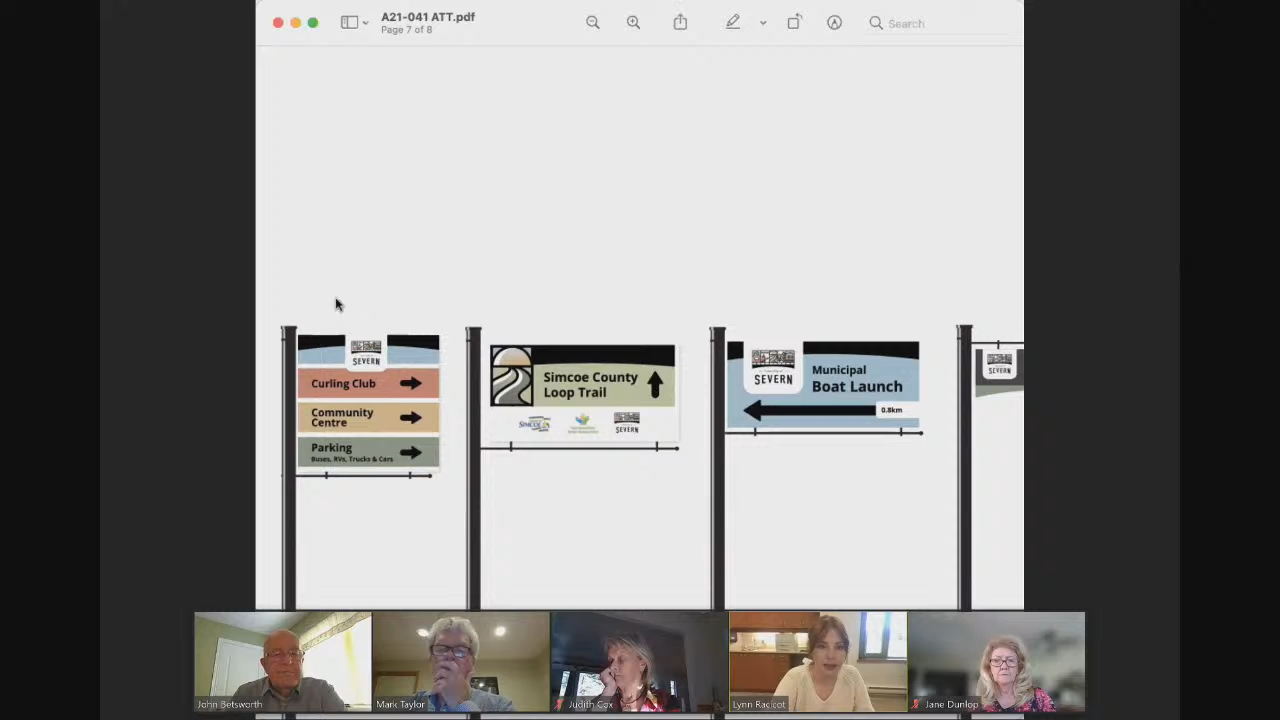 A21-041 ATT.pdf
Page 7 of 8
Search
SEVERN
Curling Club
Community
Centre
Parking
Buses, RVs, Trucks & Cars
Simcoe County
Loop Trail
SIMCOE
SEVERN
SEVERN
Municipal
Boat Launch
0.8km
SEVERN
John Betsworth
Mark Taylor
Judith Cox
Lynn Racicot
Jane Dunlop